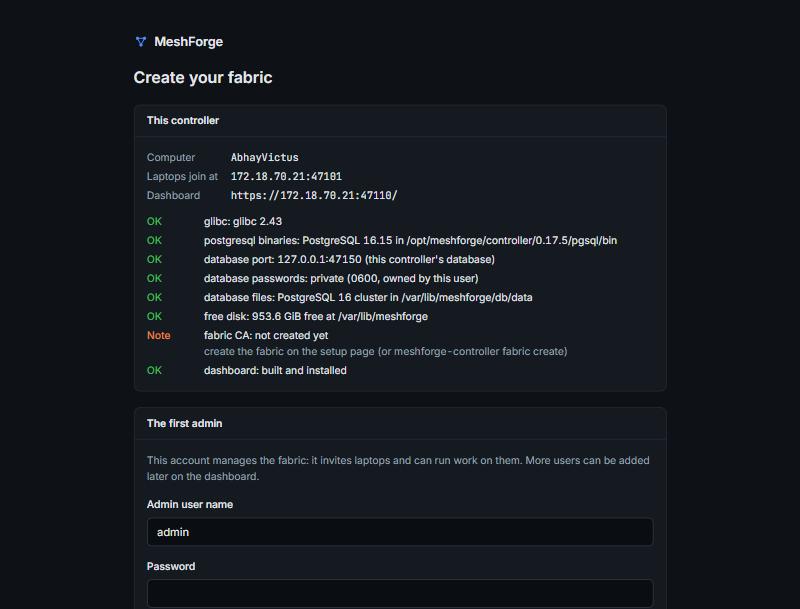 MeshForge
Create your fabric
This controller
Computer AbhayVictus
Laptops join at 172.18.70.21:47101
Dashboard https://172.18.70.21:47110/
OK glibc: glibc 2.43
OK postgresql binaries: PostgreSQL 16.15 in /opt/meshforge/controller/0.17.5/pgsql/bin
OK database port: 127.0.0.1:47150 (this controller's database)
OK database passwords: private (0600, owned by this user)
OK database files: PostgreSQL 16 cluster in /var/lib/meshforge/db/data
OK free disk: 953.6 GiB free at /var/lib/meshforge
Note fabric CA: not created yet
create the fabric on the setup page (or meshforge-controller fabric create)
OK dashboard: built and installed
The first admin
This account manages the fabric: it invites laptops and can run work on them. More users can be added
later on the dashboard.
Admin user name
admin
Password